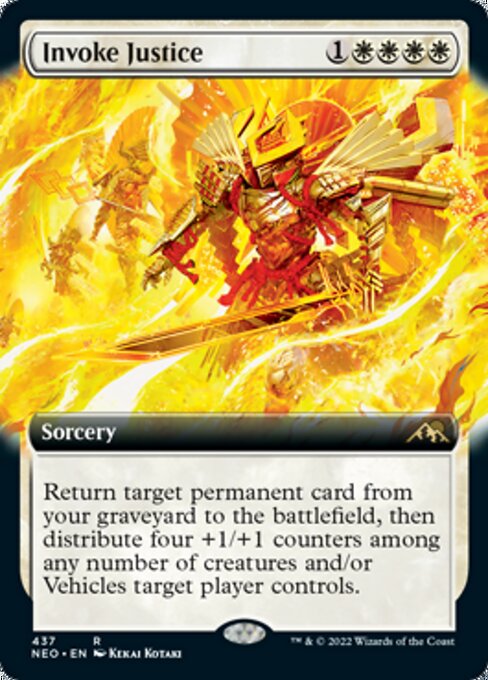 Invoke Justice 1
Sorcery
Return target permanent card from
your graveyard to the battlefield, then
distribute four +1/+1 counters among
any number of creatures and/or
Vehicles target player controls.
437 R
NEO • EN KEKAI KOTAKI
™ & © 2022 Wizards of the Coast